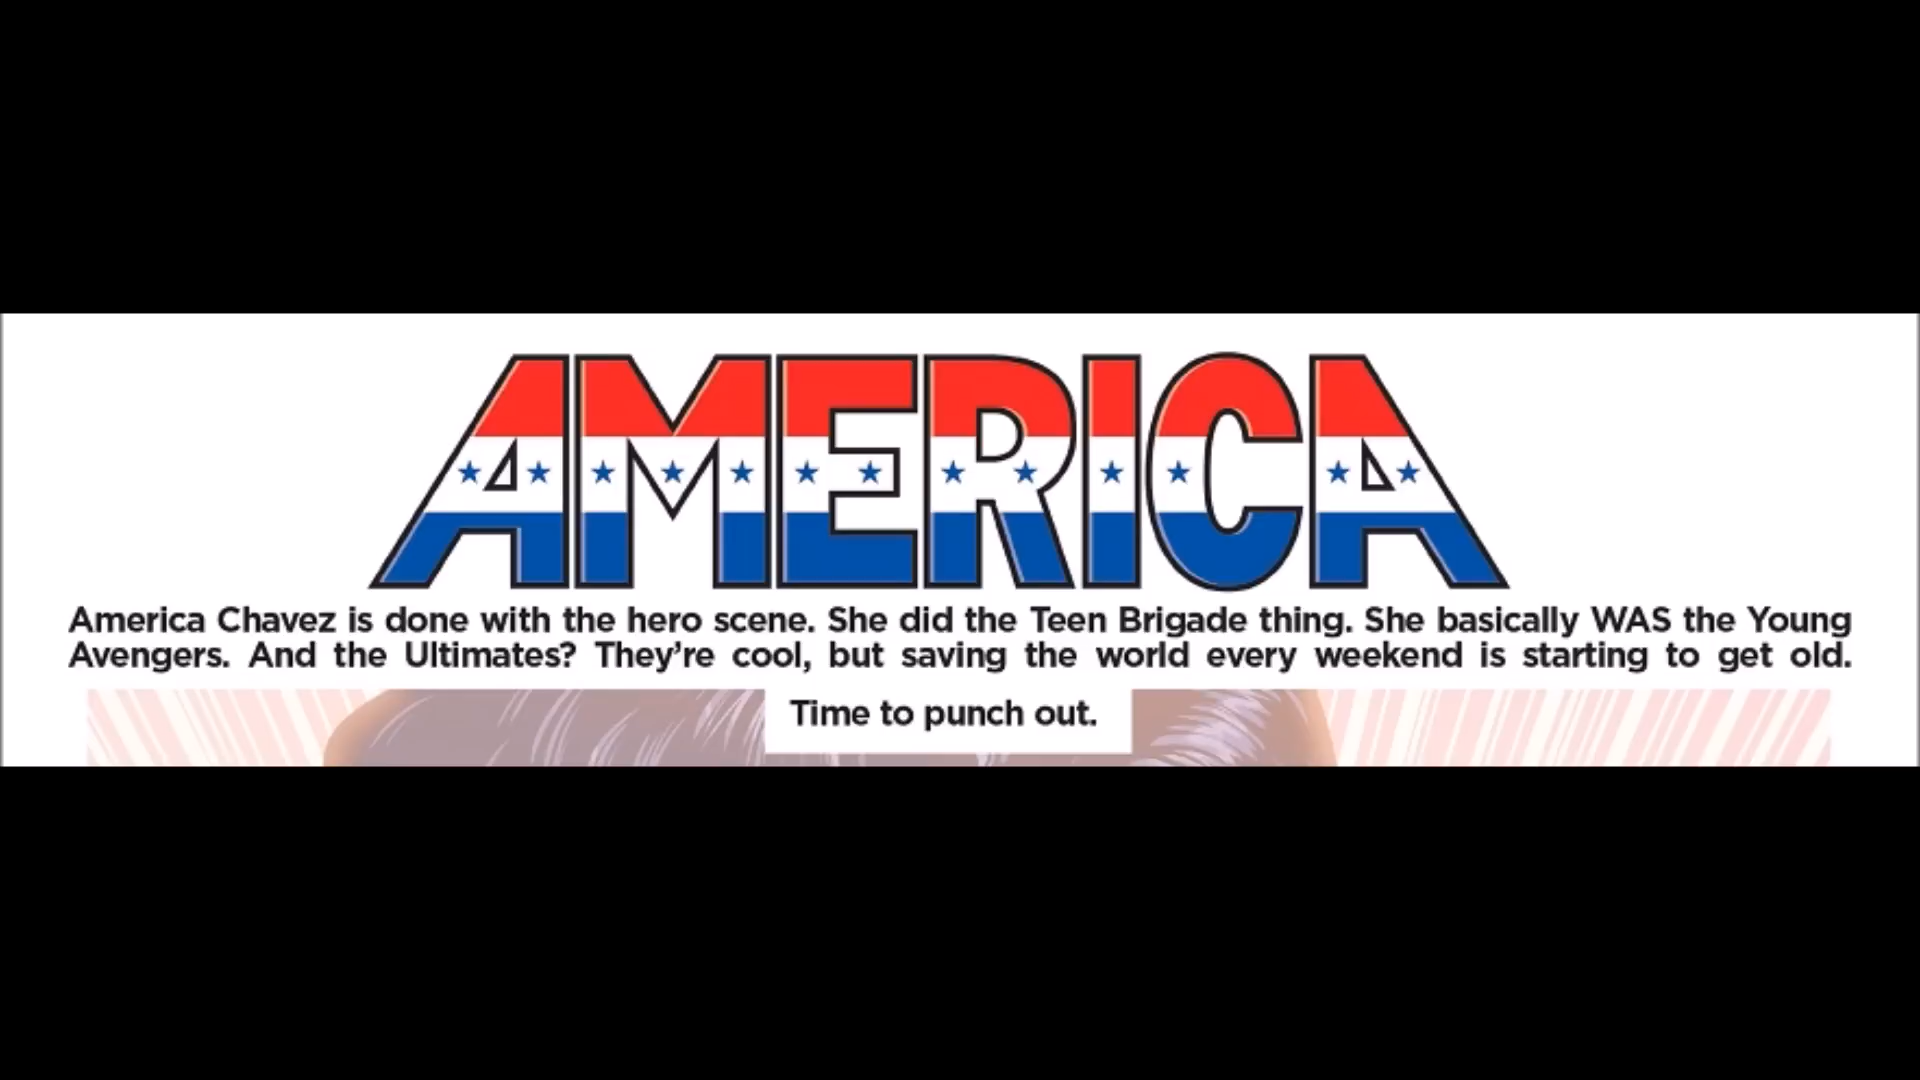 AMERICA
America Chavez is done with the hero scene. She did the Teen Brigade thing. She basically WAS the Young
Avengers. And the Ultimates? They’re cool, but saving the world every weekend is starting to get old.
Time to punch out.